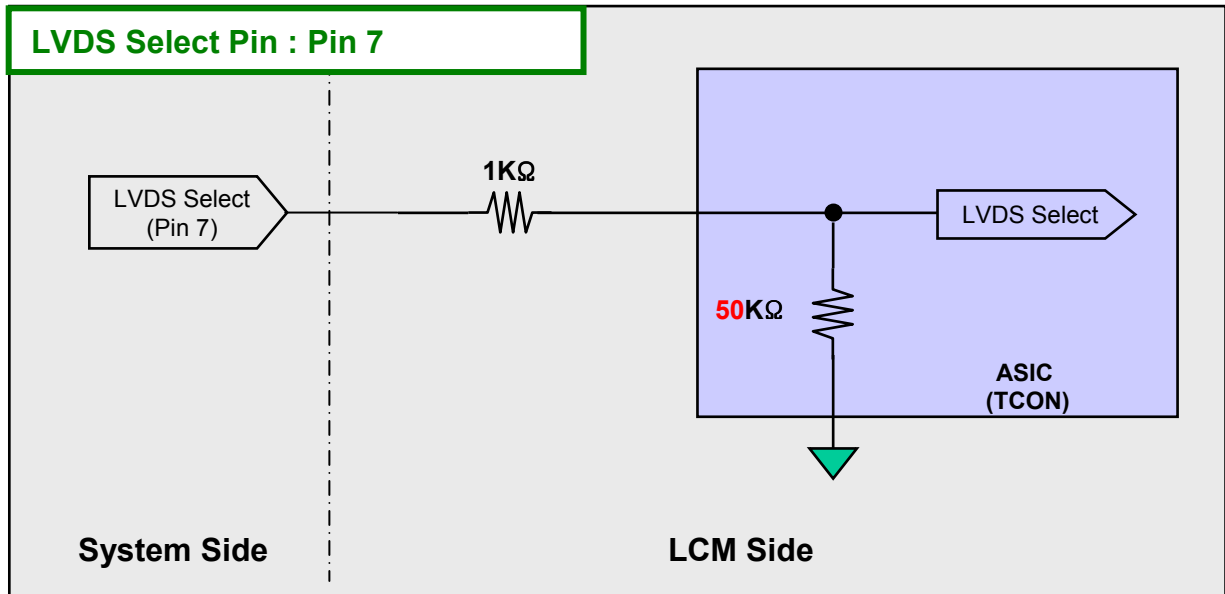 LVDS Select Pin : Pin 7
LVDS Select
(Pin 7)
1KΩ
LVDS Select
50KΩ
ASIC
(TCON)
System Side
LCM Side